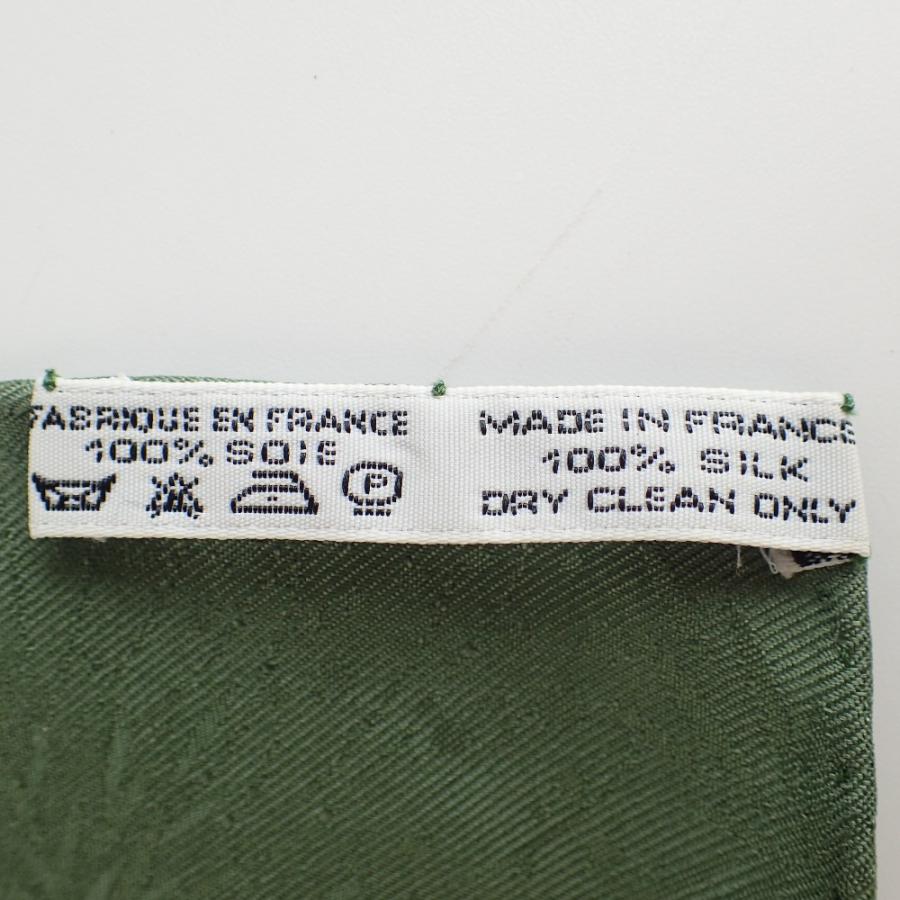 FABRIQUE EN FRANCE
100% SOIE
P
MADE IN FRANCE
100% SILK
DRY CLEAN ONLY